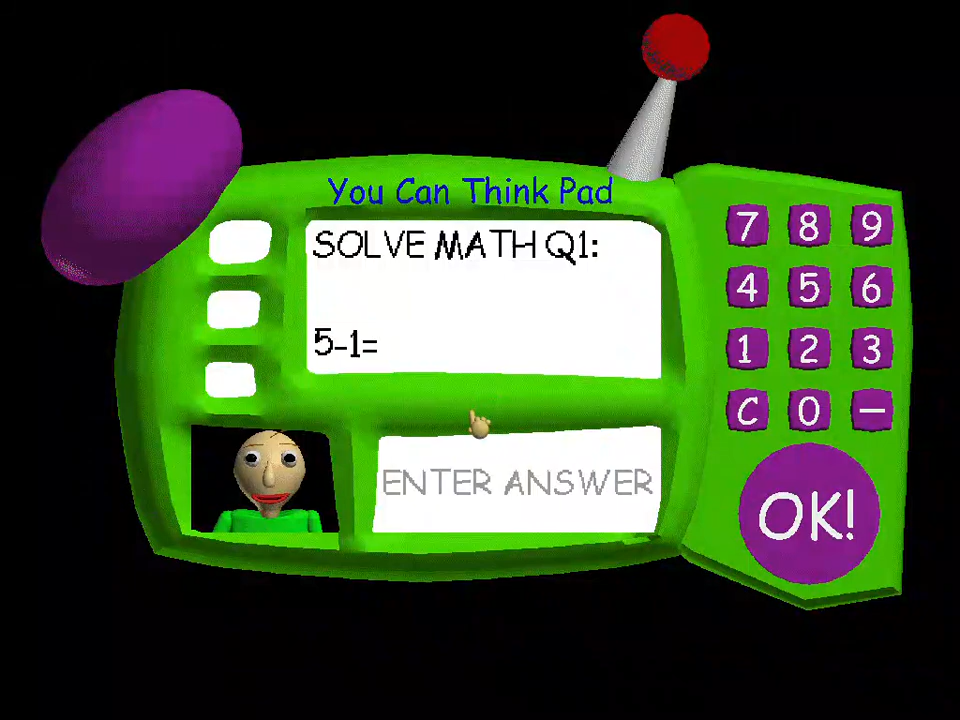 You Can Think Pad
SOLVE MATH Q1:
5-1=
ENTER ANSWER
7 8 9
4 5 6
1 2 3
C 0 −
OK!